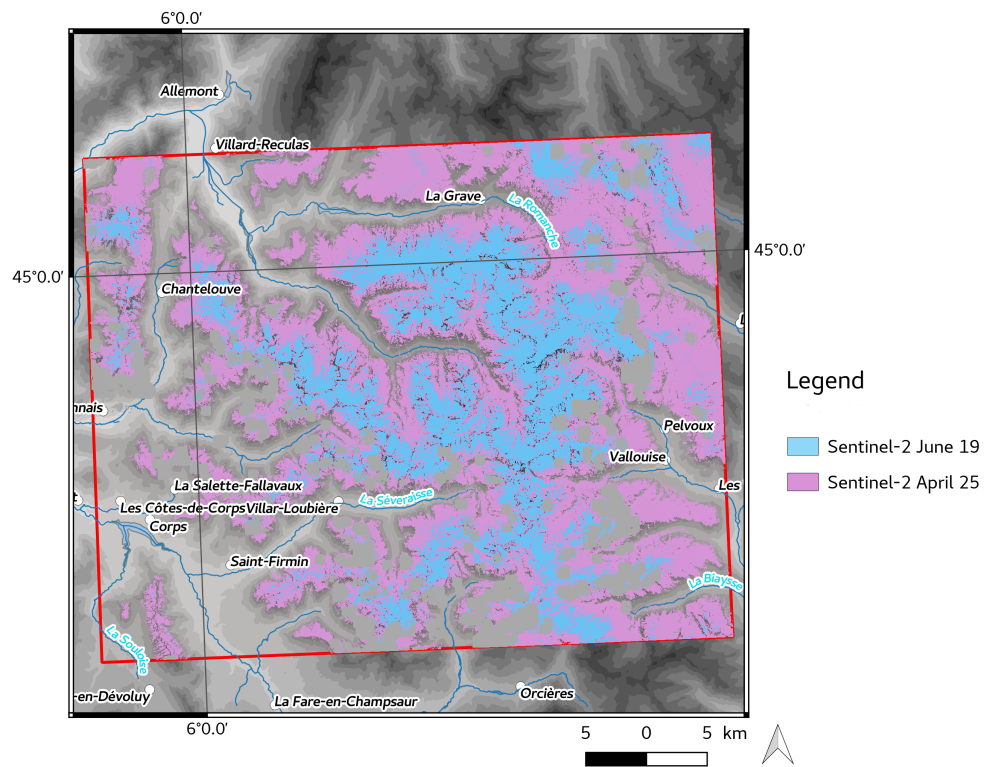 6°0.0′
Allemont
Villard-Reculas
La Grave
La Romanche
45°0.0′
45°0.0′
Chantelouve
Legend
nnais
Pelvoux
Sentinel-2 June 19
Vallouise
Sentinel-2 April 25
La Salette-Fallavaux
Les
La Séveraisse
Les Côtes-de-Corps
Villar-Loubière
Corps
Saint-Firmin
La Biaysse
La Souloise
-en-Dévoluy
La Fare-en-Champsaur
Orcières
6°0.0′
5 0 5 km